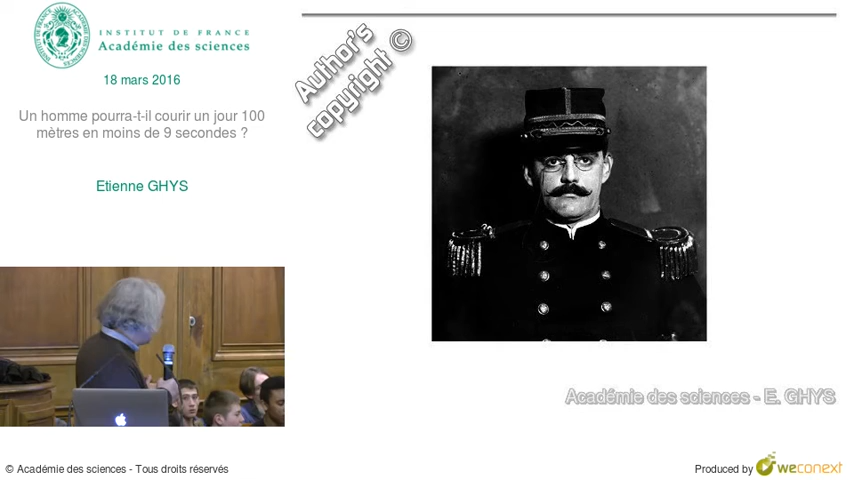 INSTITUT DE FRANCE
Académie des sciences
18 mars 2016
Un homme pourra-t-il courir un jour 100
mètres en moins de 9 secondes ?
Etienne GHYS
Author's
copyright ©
Académie des sciences - E. GHYS
© Académie des sciences - Tous droits réservés
Produced by weconext